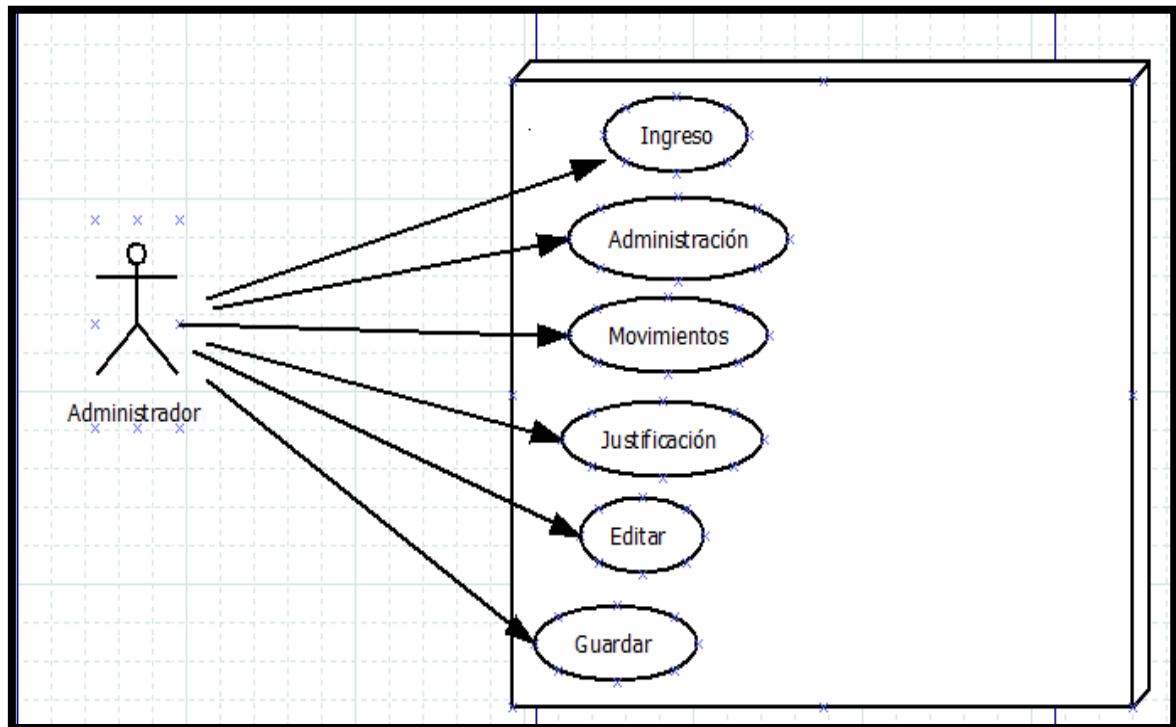 Ingreso
Administración
Movimientos
Administrador
Justificación
Editar
Guardar